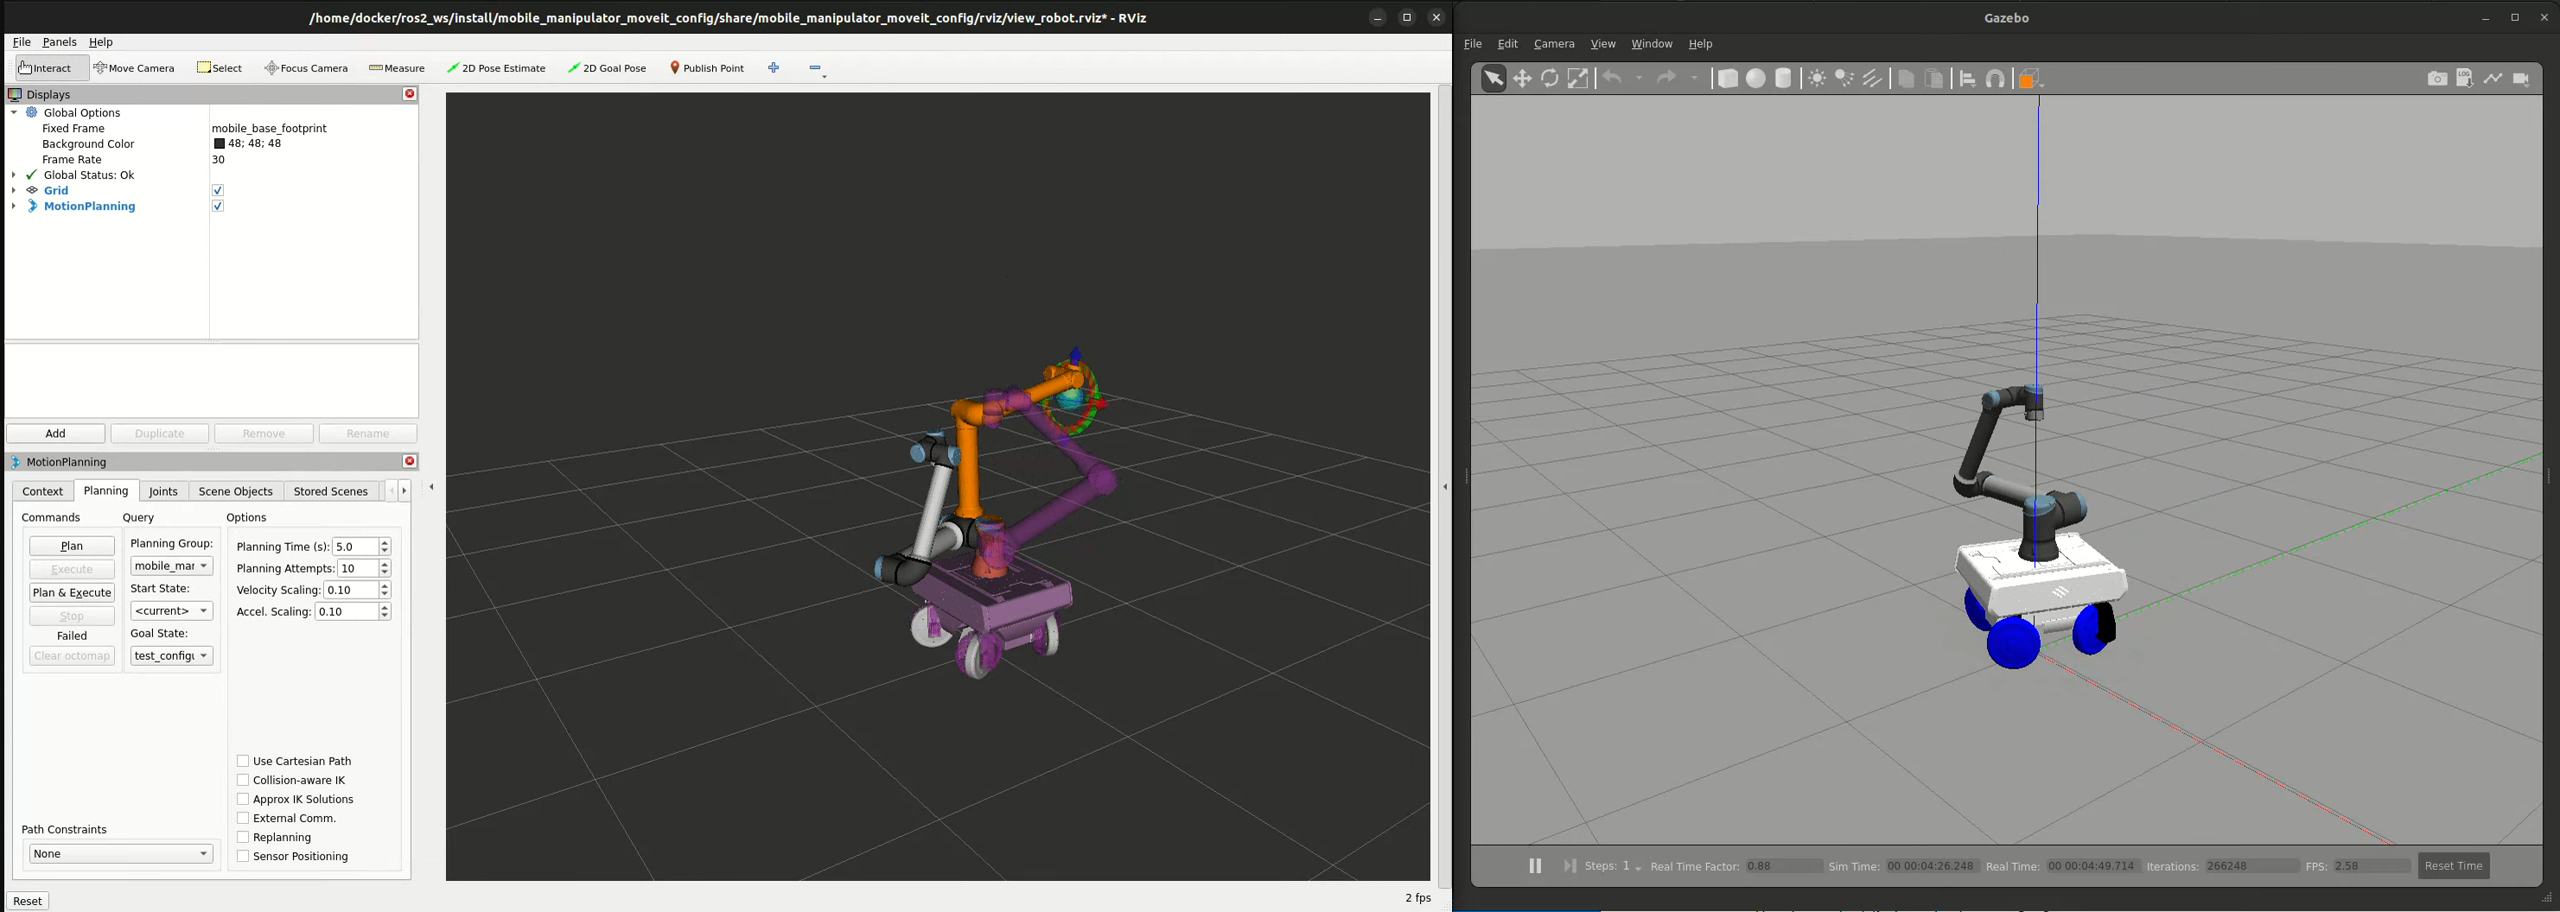 /home/docker/ros2_ws/install/mobile_manipulator_moveit_config/share/mobile_manipulator_moveit_config/rviz/view_robot.rviz* - RViz
File Panels Help
Interact Move Camera Select Focus Camera Measure 2D Pose Estimate 2D Goal Pose Publish Point
Displays
Global Options
Fixed Frame mobile_base_footprint
Background Color 48; 48; 48
Frame Rate 30
Global Status: Ok
Grid
MotionPlanning
Add Duplicate Remove Rename
MotionPlanning
Context Planning Joints Scene Objects Stored Scenes
Commands Query Options
Plan
Execute
Plan & Execute
Stop
Failed
Clear octomap
Planning Group:
mobile_mar
Start State:
<current>
Goal State:
test_configu
Planning Time (s): 5.0
Planning Attempts: 10
Velocity Scaling: 0.10
Accel. Scaling: 0.10
Use Cartesian Path
Collision-aware IK
Approx IK Solutions
External Comm.
Replanning
Sensor Positioning
Path Constraints
None
Reset
2 fps
Gazebo
File Edit Camera View Window Help
LOG
Steps: 1 Real Time Factor: 0.88 Sim Time: 00 00:04:26.248 Real Time: 00 00:04:49.714 Iterations: 266248 FPS: 2.58 Reset Time